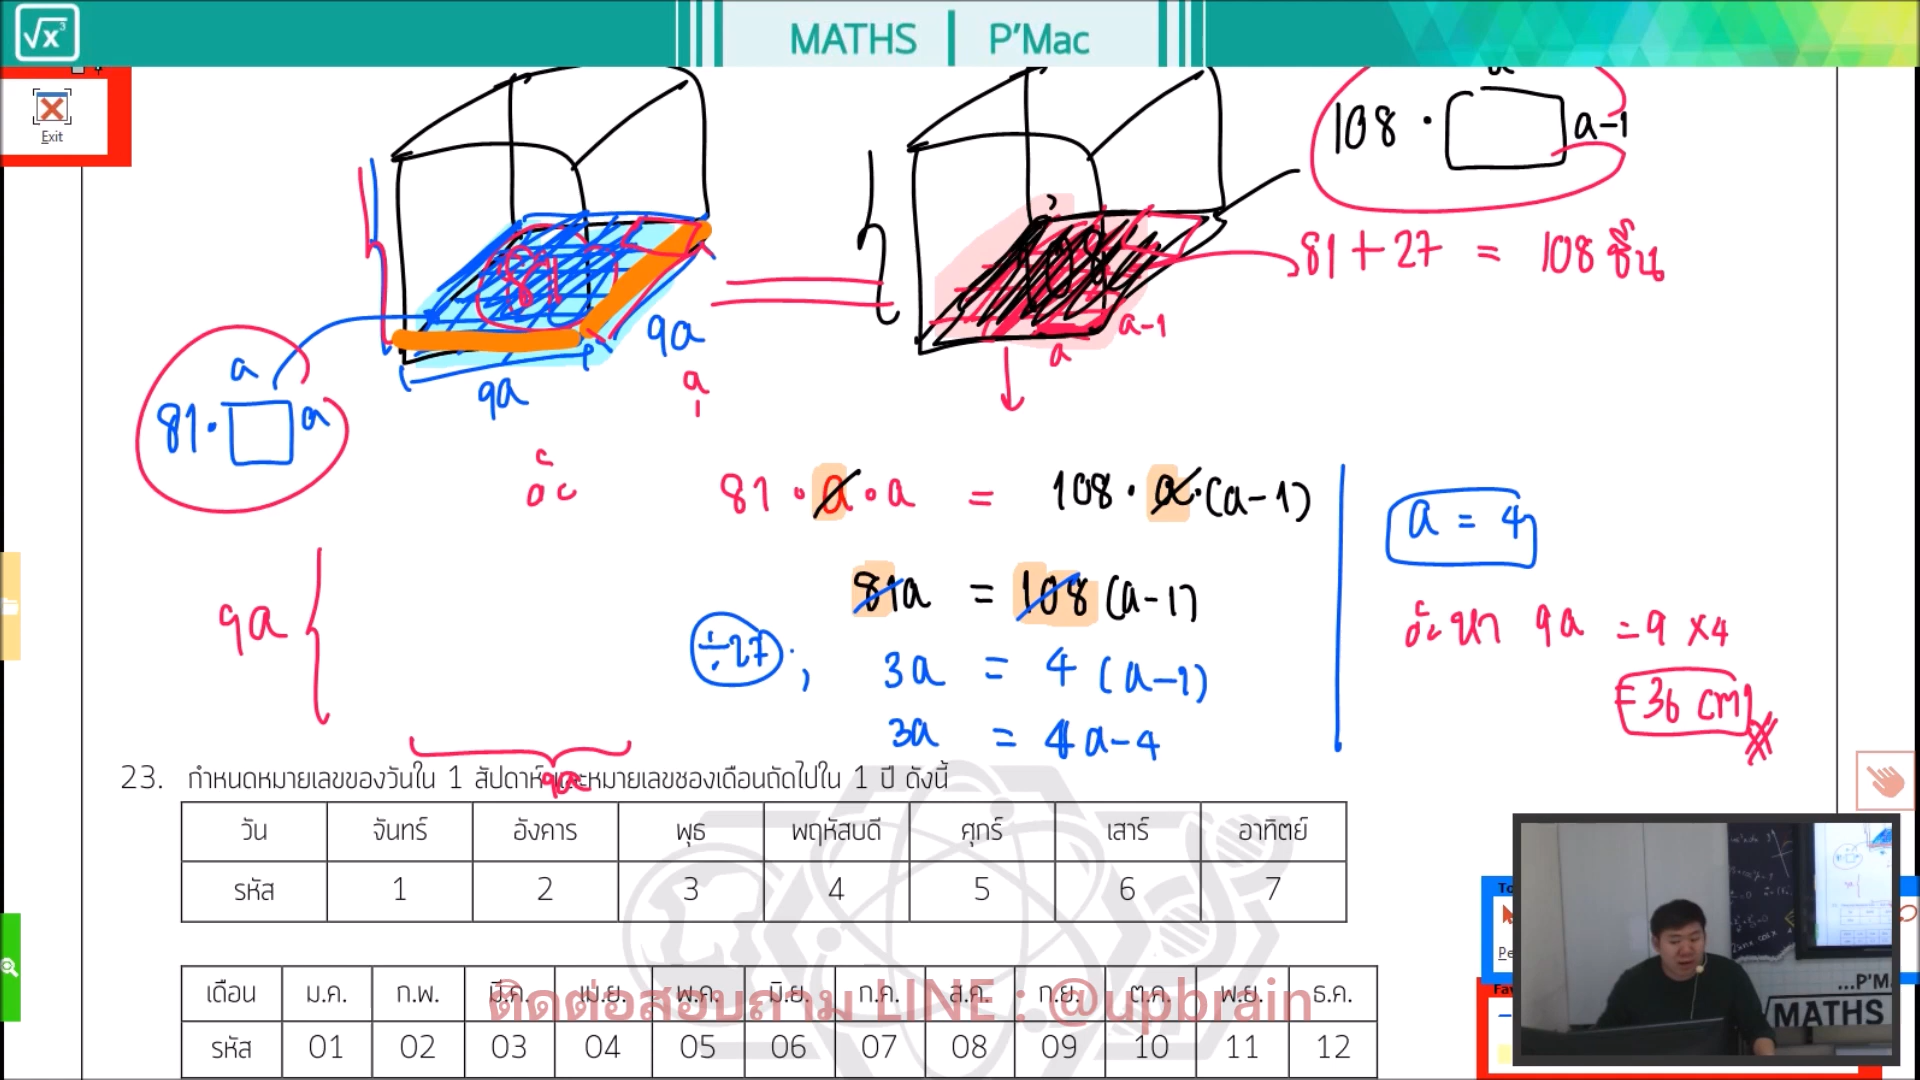 √x³
MATHS | P'Mac
Exit
108 · a a-1
81 + 27 = 108 ชิ้น
81
108
9a
9a
a
a
a-1
a
81· a
∴ 81 · a · a = 108 · a · (a-1)
81a = 108 (a-1)
÷27 ; 3a = 4 (a-1)
3a = 4a-4
9a
9a
a = 4
9a = 9 × 4
= 36 cm
23. กำหนดหมายเลขของวันใน 1 สัปดาห์และหมายเลขของเดือนถัดไปใน 1 ปี ดังนี้
วัน จันทร์ อังคาร พุธ พฤหัสบดี ศุกร์ เสาร์ อาทิตย์
รหัส 1 2 3 4 5 6 7
เดือน ม.ค. ก.พ. มี.ค. เม.ย. พ.ค. มิ.ย. ก.ค. ส.ค. ก.ย. ต.ค. พ.ย. ธ.ค.
รหัส 01 02 03 04 05 06 07 08 09 10 11 12
ติดต่อสอบถาม LINE : @upbrain
To
Pe
Fav
...P'MA
√MATHS